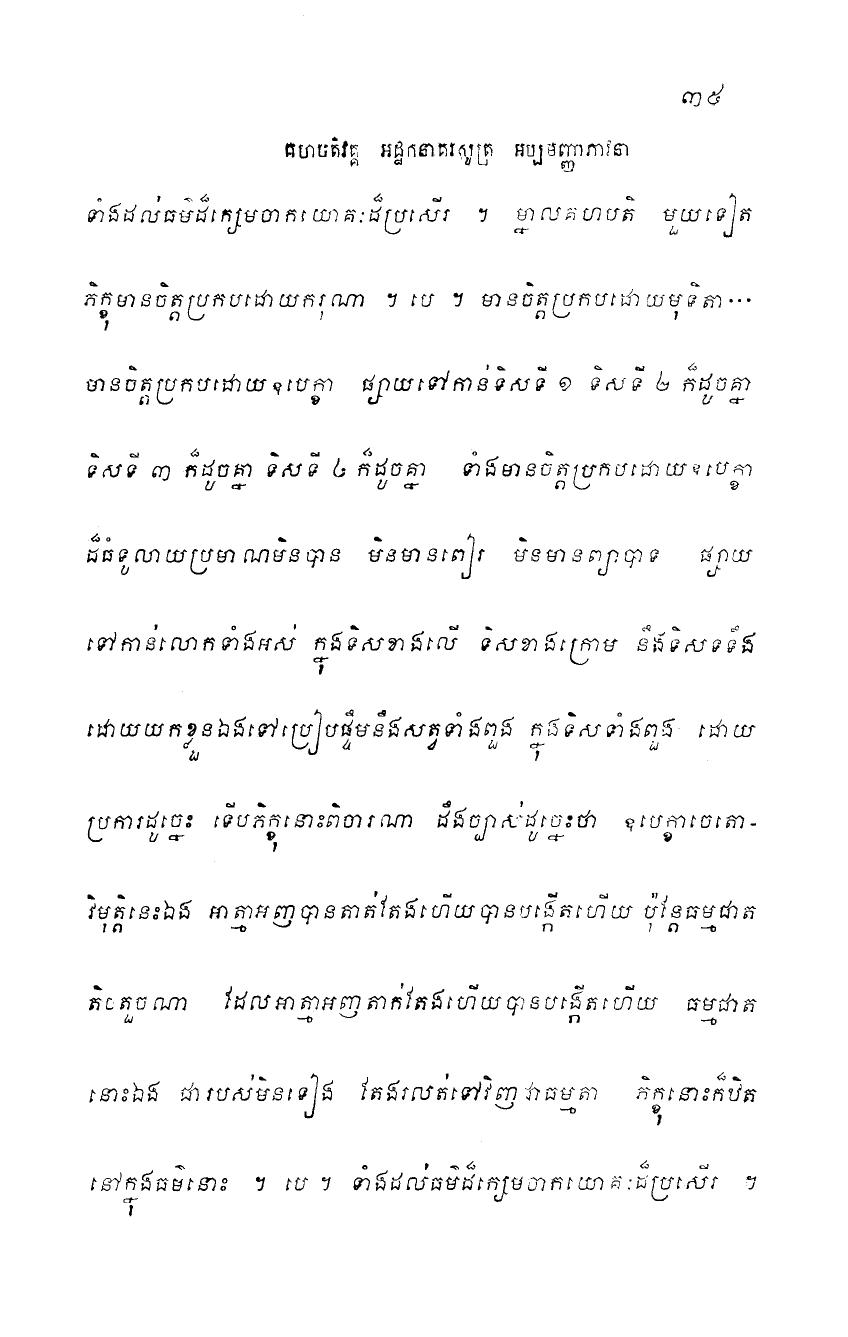 ៣៥
គហបតិវគ្គ អដ្ឋកនាគរសូត្រ អប្បមញ្ញាភាវនា
ទាំងដល់ធម៌ដ៏ក្សេមចាកយោគៈដ៏ប្រសើរ ។ ម្នាលគហបតិ មួយទៀត
ភិក្ខុមានចិត្តប្រកបដោយករុណា ។ បេ ។ មានចិត្តប្រកបដោយមុទិតា...
មានចិត្តប្រកបដោយឧបេក្ខា ផ្សាយទៅកាន់ទិសទី ១ ទិសទី ២ ក៏ដូចគ្នា
ទិសទី ៣ ក៏ដូចគ្នា ទិសទី ៤ ក៏ដូចគ្នា ទាំងមានចិត្តប្រកបដោយឧបេក្ខា
ដ៏ធំទូលាយប្រមាណមិនបាន មិនមានពៀរ មិនមានព្យាបាទ ផ្សាយ
ទៅកាន់លោកទាំងអស់ ក្នុងទិសខាងលើ ទិសខាងក្រោម នឹងទិសទទឹង
ដោយយកខ្លួនឯងទៅប្រៀបផ្ទឹមនឹងសត្វទាំងពួង ក្នុងទិសទាំងពួង ដោយ
ប្រការដូច្នេះ ទើបភិក្ខុនោះពិចារណា ដឹងច្បាស់ដូច្នេះថា ឧបេក្ខាចេតោ-
វិមុត្តិនេះឯង អាត្មាអញបានតាក់តែងហើយបានបង្កើតហើយ ប៉ុន្តែធម្មជាត
តិចតួចណា ដែលអាត្មាអញតាក់តែងហើយបានបង្កើតហើយ ធម្មជាត
នោះឯង ជារបស់មិនទៀង តែងរលត់ទៅវិញជាធម្មតា ភិក្ខុនោះក៏ឋិត
នៅក្នុងធម៌នោះ ។ បេ ។ ទាំងដល់ធម៌ដ៏ក្សេមចាកយោគៈដ៏ប្រសើរ ។